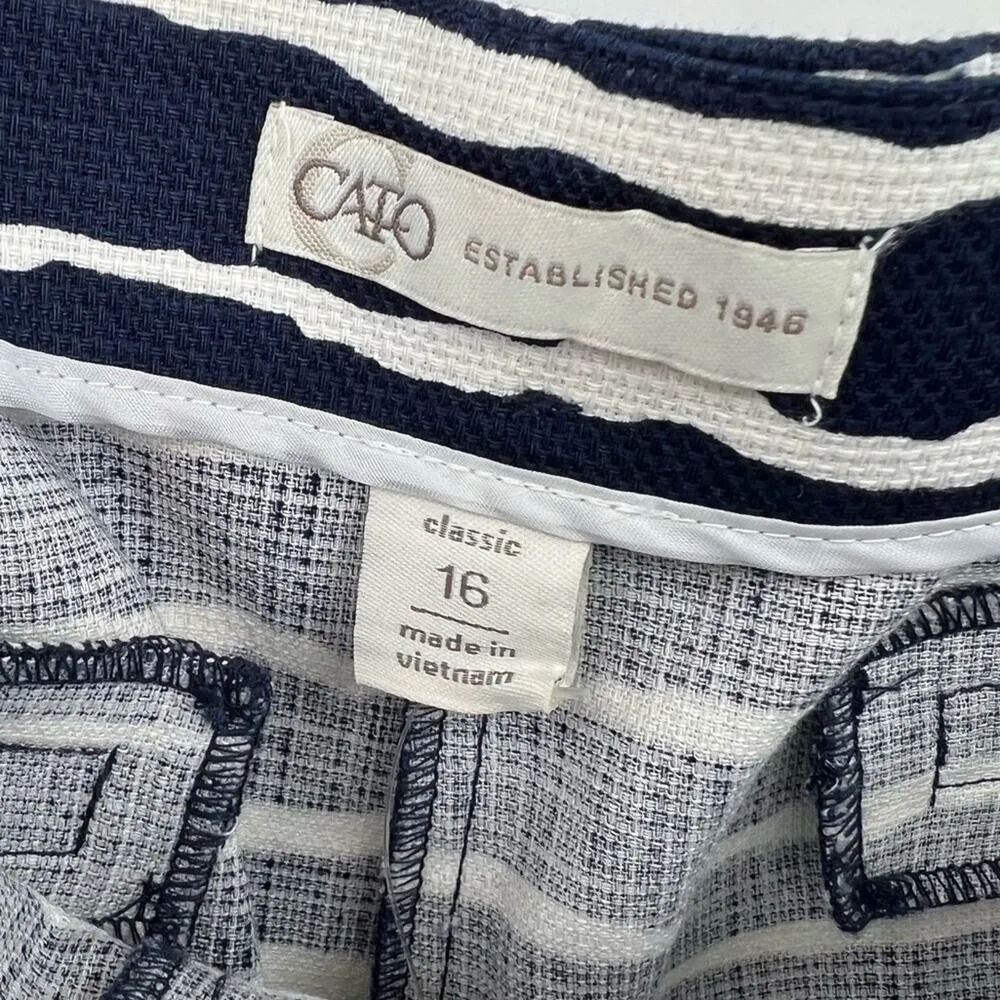 CATO ESTABLISHED 1946
classic
16
made in
vietnam